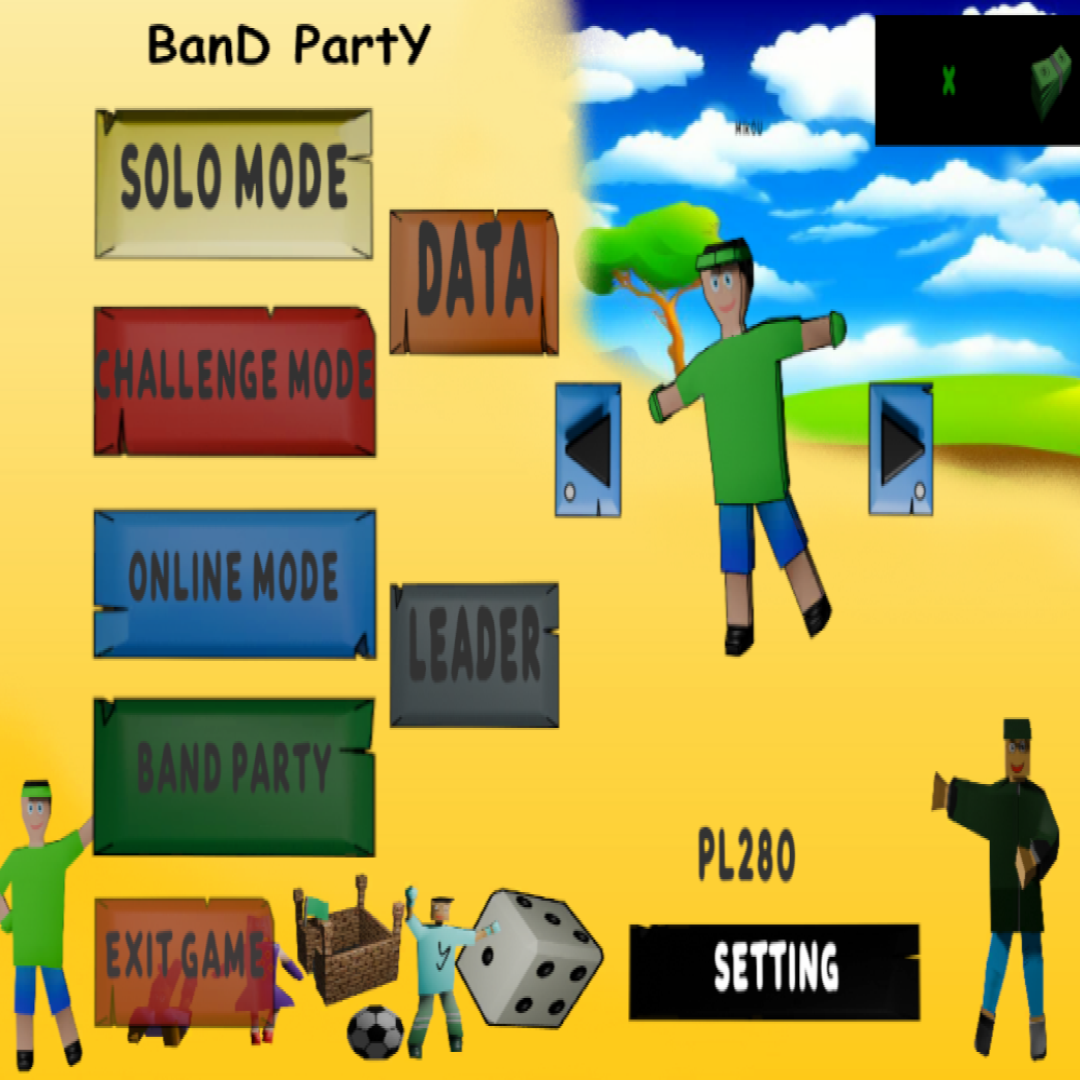 BanD PartY
SOLO MODE
DATA
CHALLENGE MODE
ONLINE MODE
LEADER
BAND PARTY
EXIT GAME
X
PL280
SETTING
y